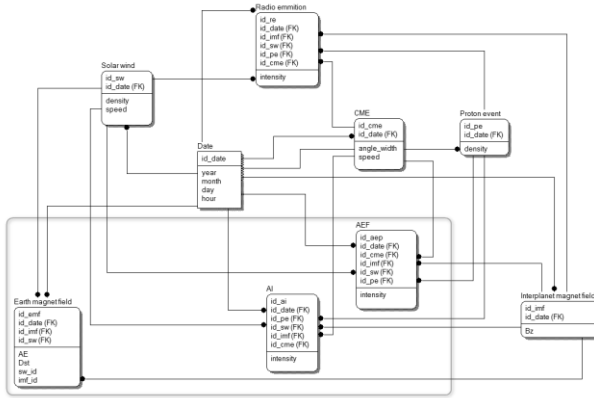 Radio emmition
id_re
id_date (FK)
id_imf (FK)
id_sw (FK)
id_pe (FK)
id_cme (FK)
intensity
Solar wind
id_sw
id_date (FK)
density
speed
CME
id_cme
id_date (FK)
angle_width
speed
Proton event
id_pe
id_date (FK)
density
Date
id_date
year
month
day
hour
AEF
id_aep
id_date (FK)
id_cme (FK)
id_imf (FK)
id_sw (FK)
id_pe (FK)
intensity
AI
id_ai
id_date (FK)
id_pe (FK)
id_sw (FK)
id_imf (FK)
id_cme (FK)
intensity
Earth magnet field
id_emf
id_date (FK)
id_imf (FK)
id_sw (FK)
AE
Dst
sw_id
imf_id
Interplanet magnet field
id_imf
id_date (FK)
Bz